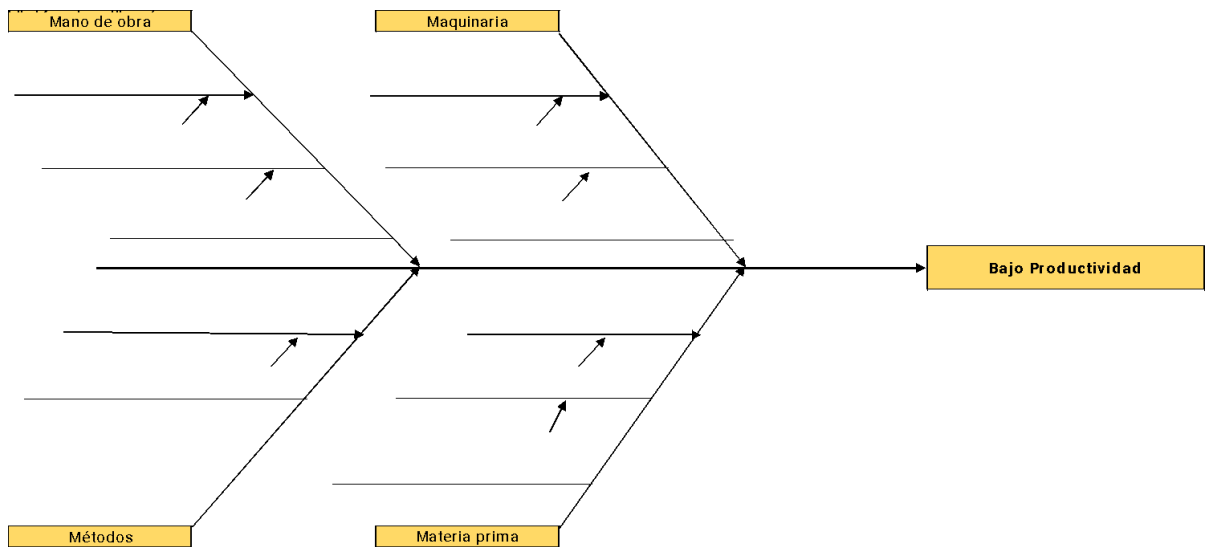 Mano de obra
Maquinaria
Bajo Productividad
Métodos
Materia prima